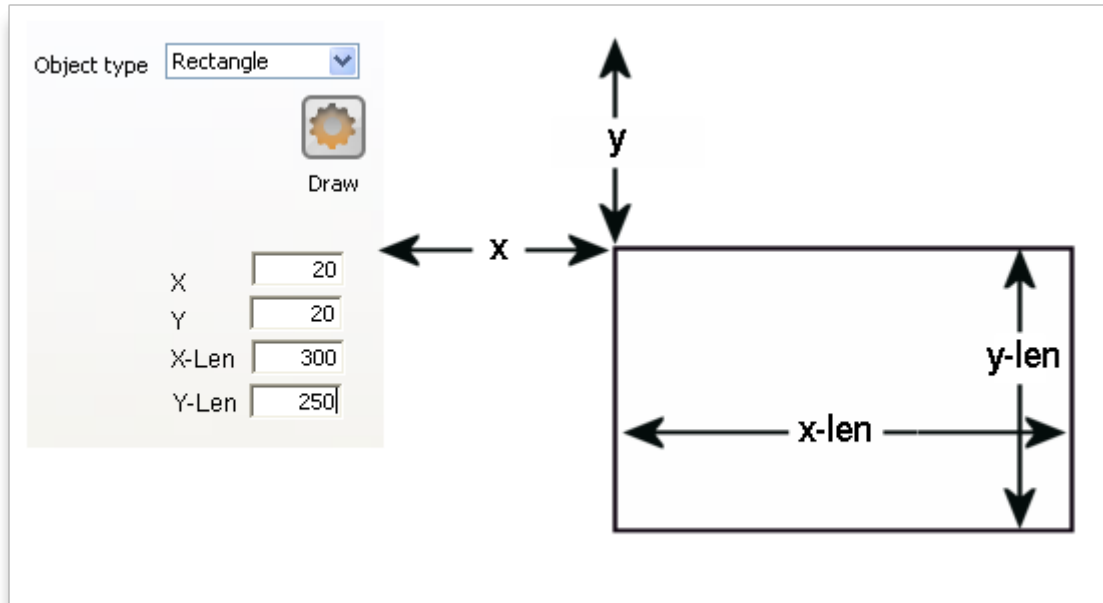 Object type Rectangle
Draw
X 20
Y 20
X-Len 300
Y-Len 250
y
x
y-len
x-len